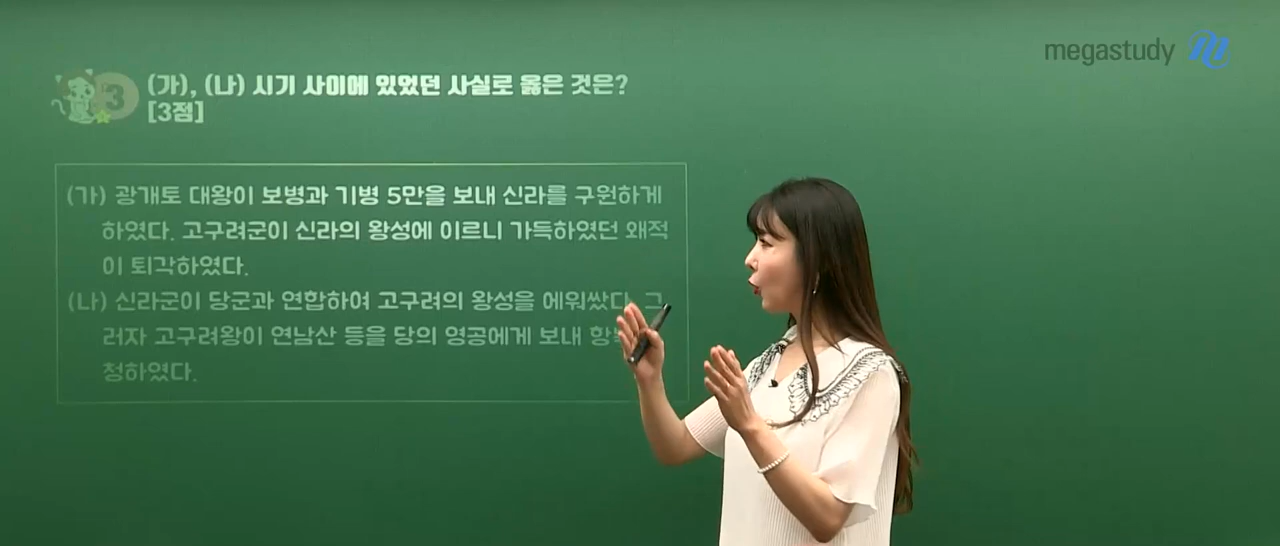 megastudy
3
(가), (나) 시기 사이에 있었던 사실로 옳은 것은?
[3점]
(가) 광개토 대왕이 보병과 기병 5만을 보내 신라를 구원하게
하였다. 고구려군이 신라의 왕성에 이르니 가득하였던 왜적
이 퇴각하였다.
(나) 신라군이 당군과 연합하여 고구려의 왕성을 에워쌌다. 그
러자 고구려왕이 연남산 등을 당의 영공에게 보내
청하였다.